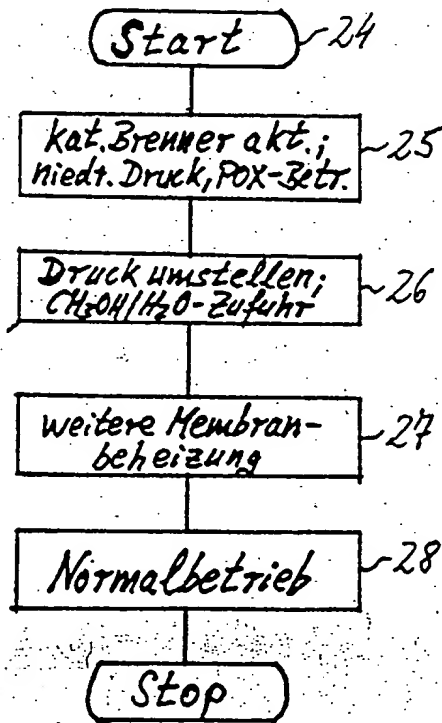 Start 24
kat. Brenner akt.; 25
niedr. Druck, POX-Betr.
Druck umstellen; 26
CH3OH/H2O-Zufuhr
weitere Membran- 27
beheizung
Normalbetrieb 28
Stop